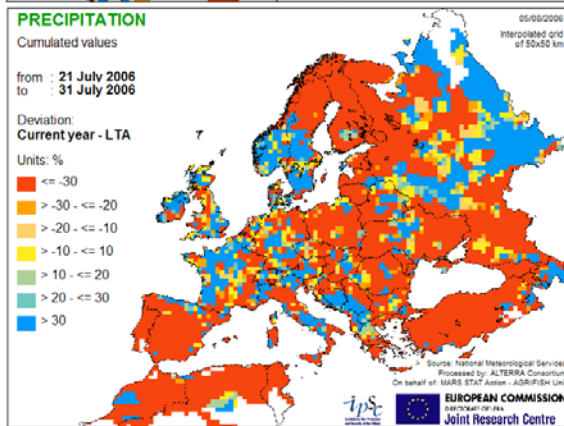 PRECIPITATION
05/08/2006
Cumulated values
Interpolated grid
of 50x50 km
from : 21 July 2006
to : 31 July 2006
Deviation:
Current year - LTA
Units: %
<= -30
> -30 - <= -20
> -20 - <= -10
> -10 - <= 10
> 10 - <= 20
> 20 - <= 30
> 30
Source: National Meteorological Services
Processed by: ALTERRA Consortium
On behalf of: MARS STAT Action - AGRIFISH Uni
ipsc
EUROPEAN COMMISSION
Joint Research Centre